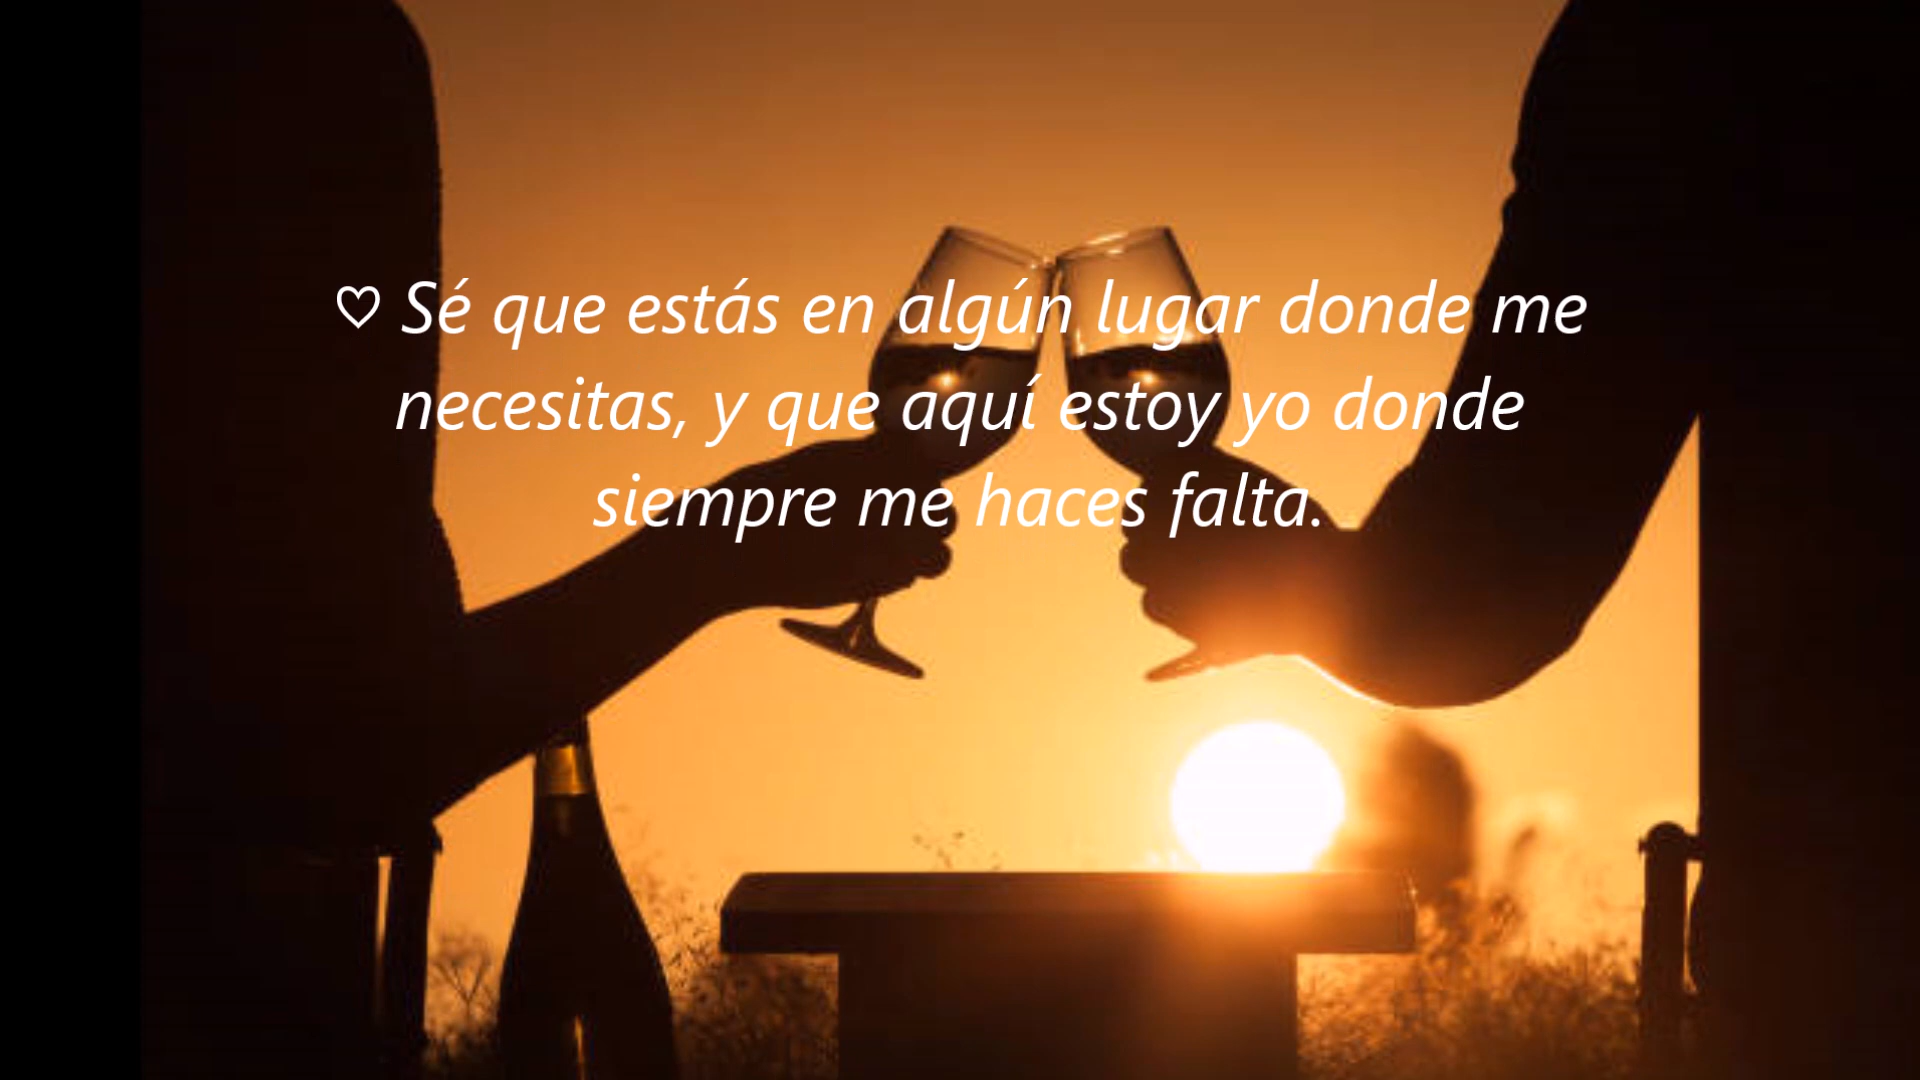 ♡ Sé que estás en algún lugar donde me
necesitas, y que aquí estoy yo donde
siempre me haces falta.